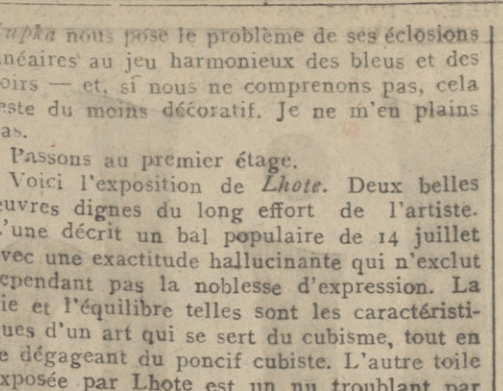 upka nous pose le problème de ses éclosions
néaires au jeu harmonieux des bleus et des
oirs — et, si nous ne comprenons pas, cela
este du moins décoratif. Je ne m'en plains
as.
Passons au premier étage.
Voici l'exposition de Lhote. Deux belles
œuvres dignes du long effort de l'artiste.
'une décrit un bal populaire de 14 juillet
vec une exactitude hallucinante qui n'exclut
ependant pas la noblesse d'expression. La
ie et l'équilibre telles sont les caractéristi-
ues d'un art qui se sert du cubisme, tout en
e dégageant du poncif cubiste. L'autre toile
xposée par Lhote est un nu troublant par